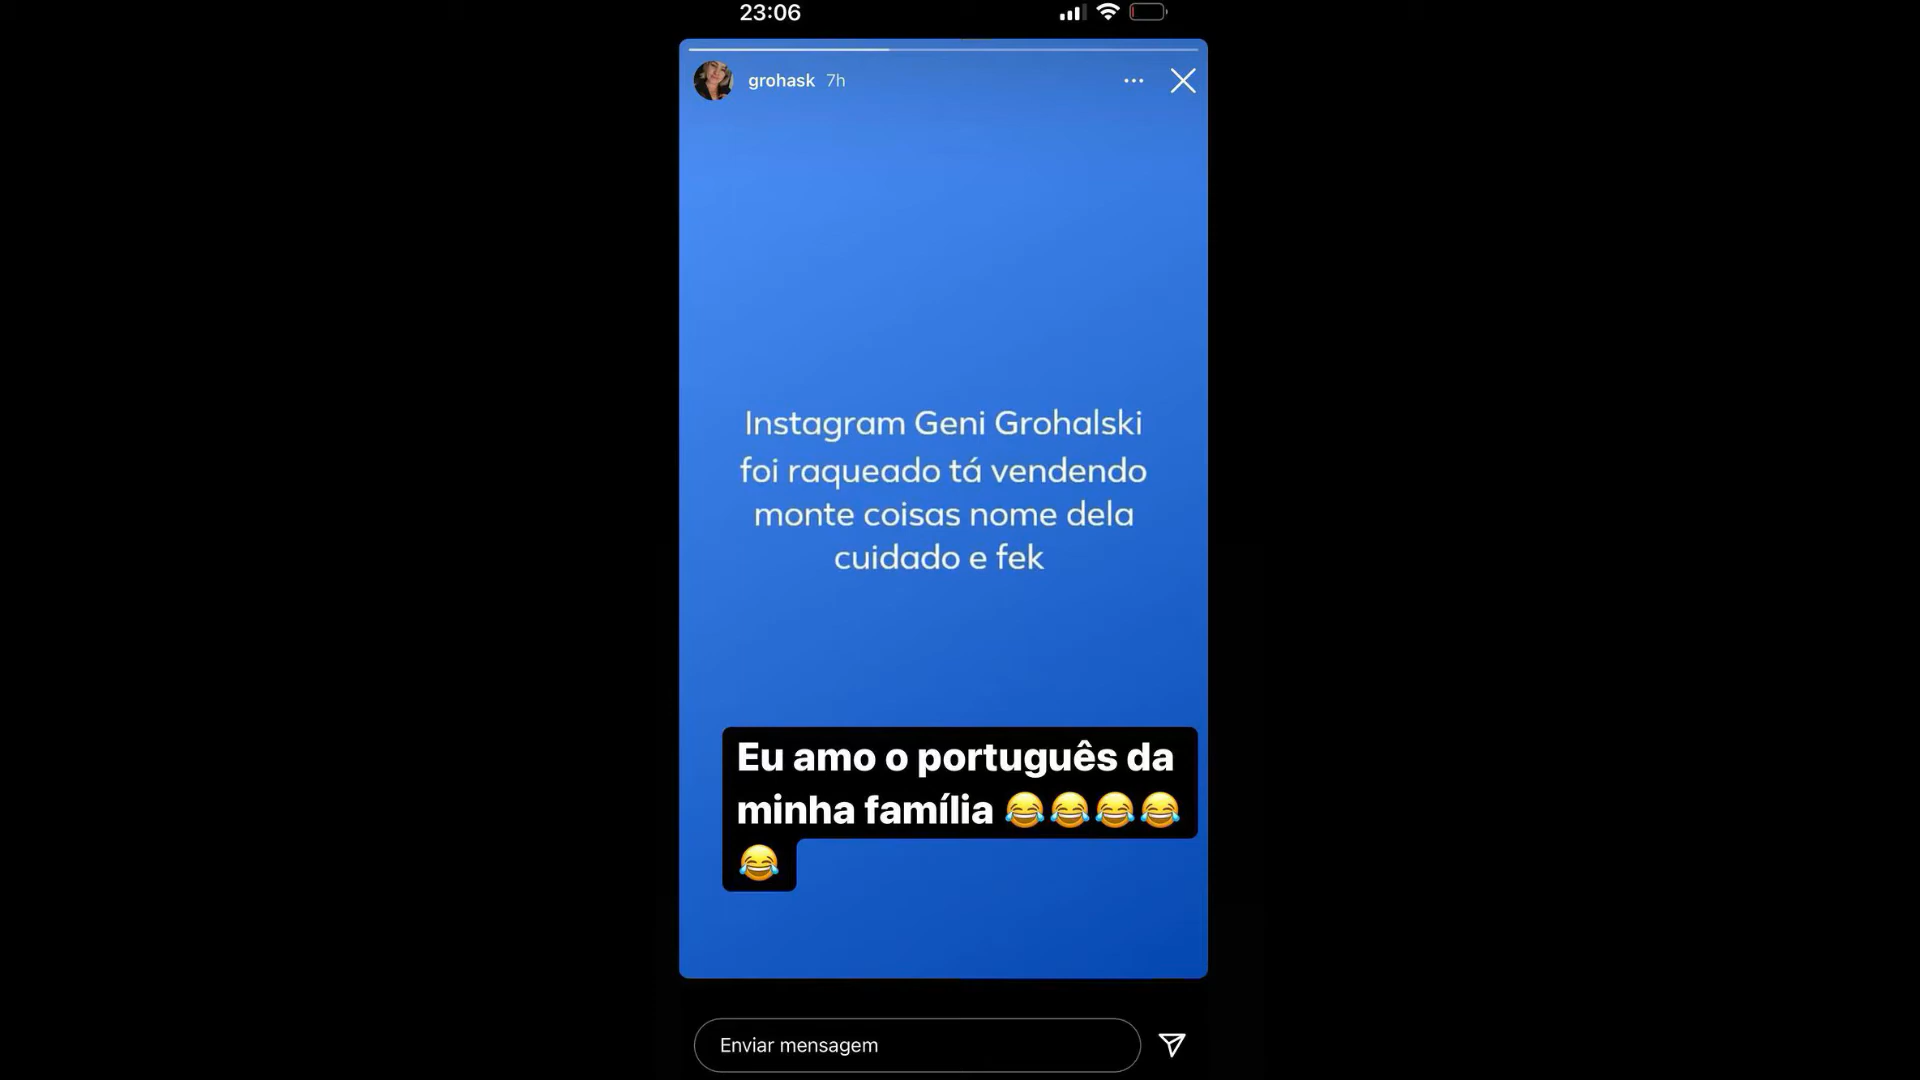 23:06
grohask 7h
Instagram Geni Grohalski
foi raqueado tá vendendo
monte coisas nome dela
cuidado e fek
Eu amo o português da
minha família 😂😂😂😂
😂
Enviar mensagem